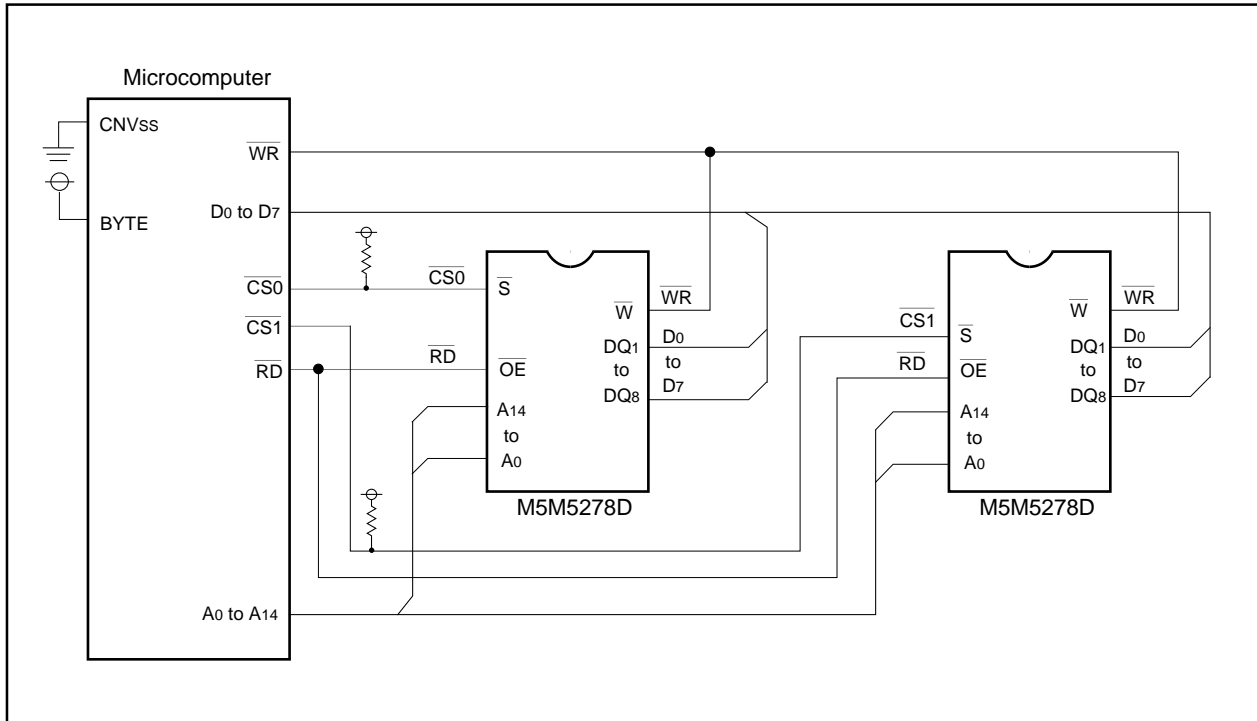 Microcomputer
CNVss
WR
D0 to D7
BYTE
CS0
CS1
RD
A0 to A14
CS0
RD
S
OE
A14
to
A0
W
DQ1
to
DQ8
WR
D0
to
D7
M5M5278D
CS1
RD
S
OE
A14
to
A0
W
DQ1
to
DQ8
WR
D0
to
D7
M5M5278D